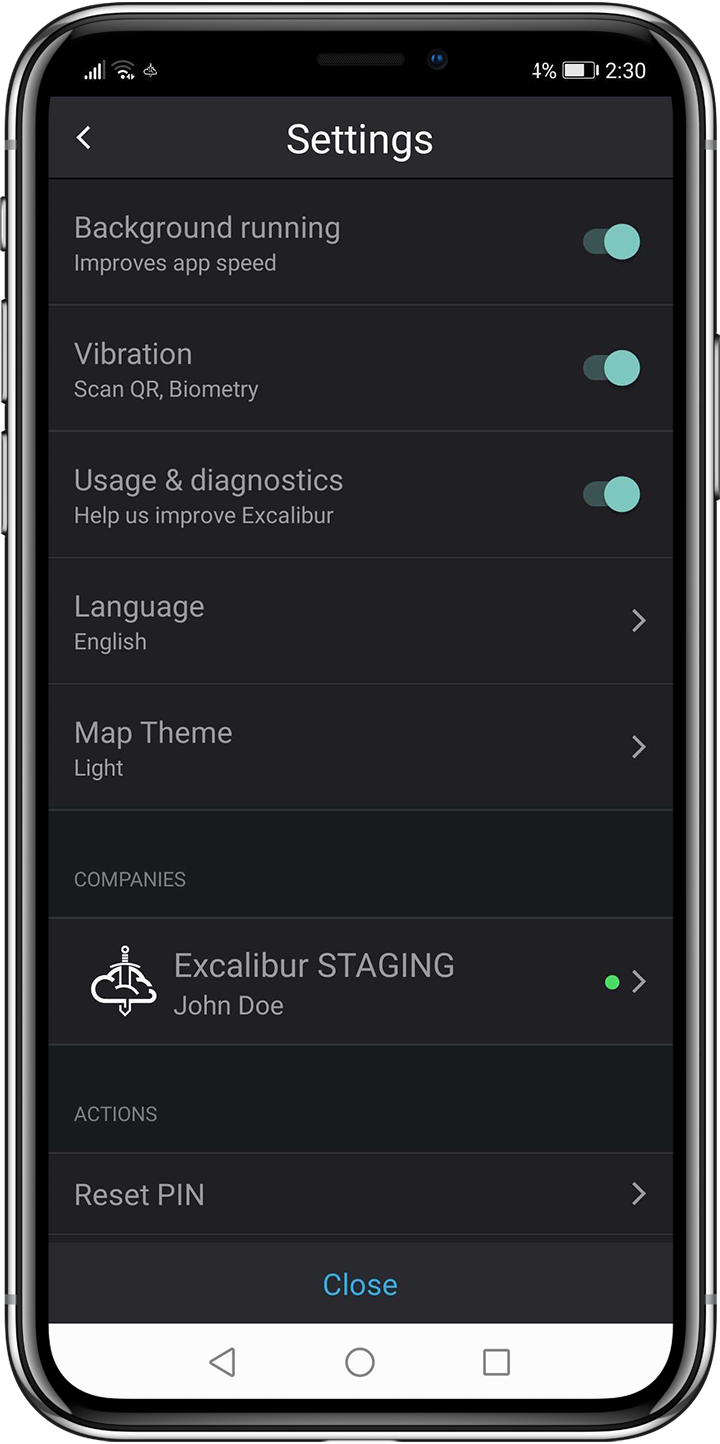 4% 2:30
Settings
Background running
Improves app speed
Vibration
Scan QR, Biometry
Usage & diagnostics
Help us improve Excalibur
Language
English
Map Theme
Light
COMPANIES
Excalibur STAGING
John Doe
ACTIONS
Reset PIN
Close